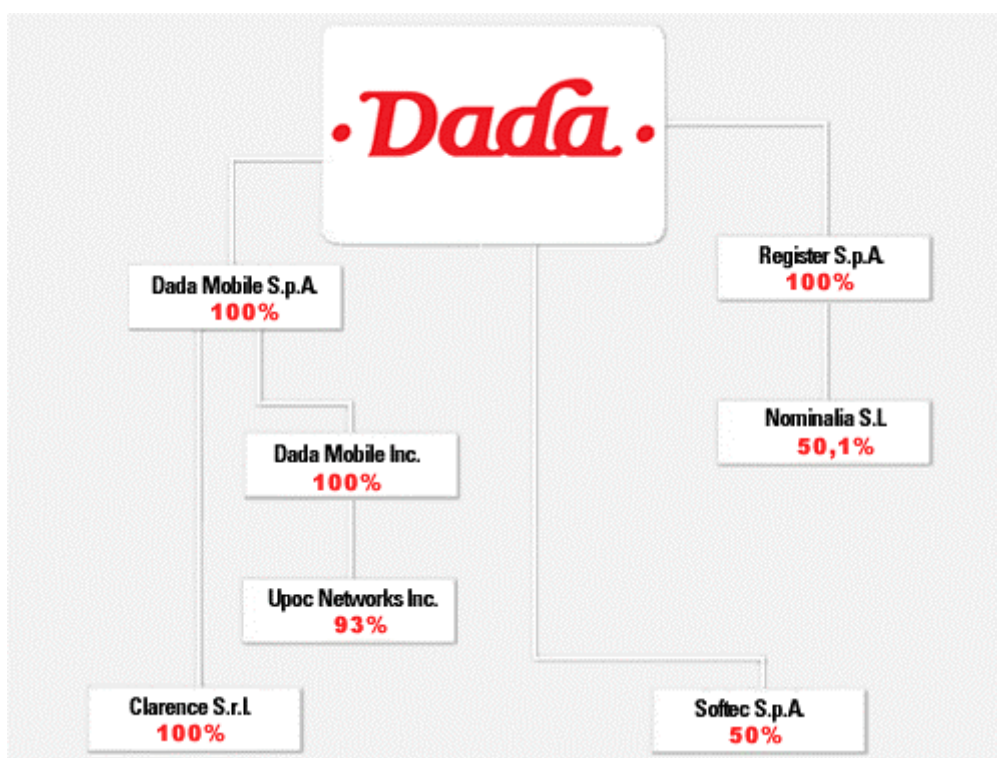 • Dada •
Dada Mobile S.p.A.
100%
Register S.p.A.
100%
Dada Mobile Inc.
100%
Nominalia S.L
50,1%
Upoc Networks Inc.
93%
Clarence S.r.l.
100%
Softec S.p.A.
50%